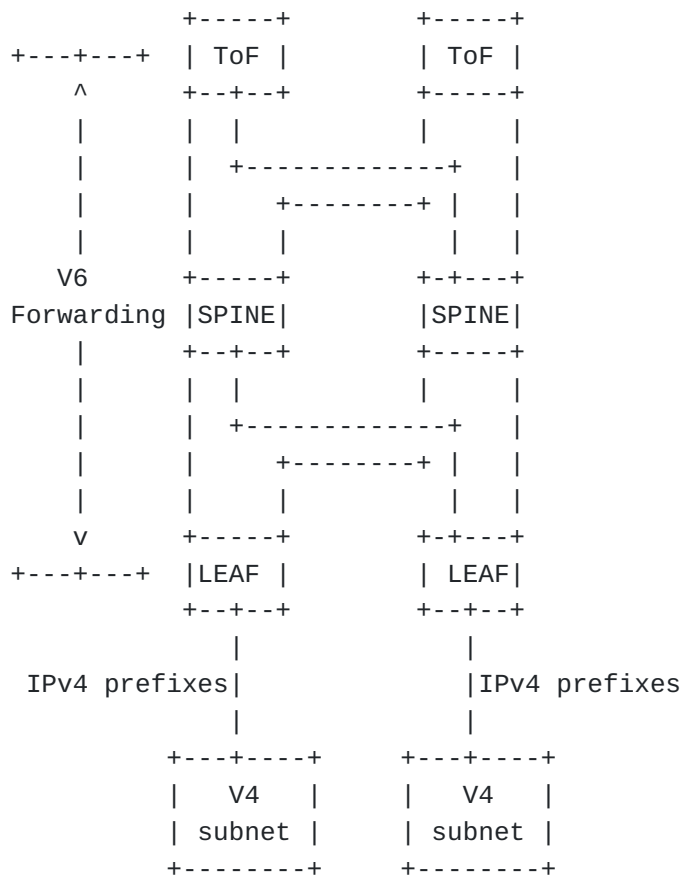 ToF ToF
V6
Forwarding SPINE SPINE
LEAF LEAF
IPv4 prefixes IPv4 prefixes
V4 V4
subnet subnet